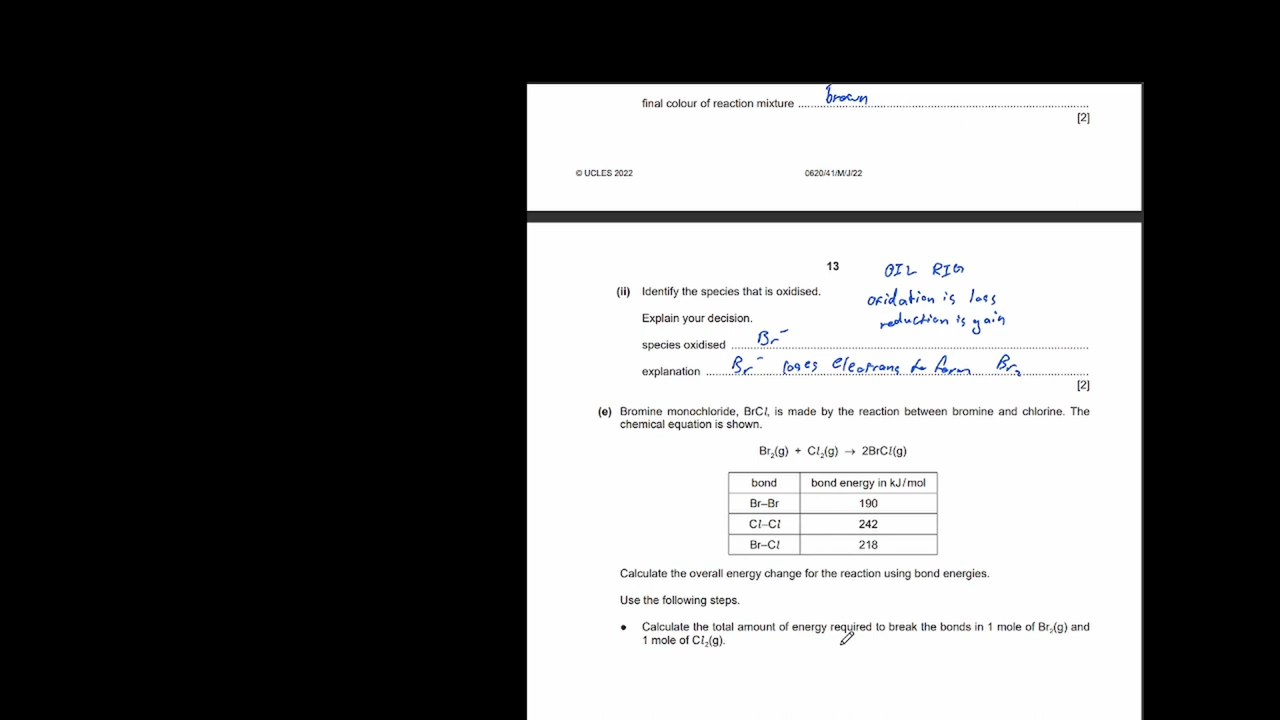 final colour of reaction mixture brown
[2]
© UCLES 2022 0620/41/M/J/22
13 OIL RIG
(ii) Identify the species that is oxidised.
oxidation is loss
Explain your decision.
reduction is gain
species oxidised Br⁻
explanation Br⁻ loses electrons to form Br₂
[2]
(e) Bromine monochloride, BrCl, is made by the reaction between bromine and chlorine. The
chemical equation is shown.
Br₂(g) + Cl₂(g) → 2BrCl(g)
bond bond energy in kJ/mol
Br–Br 190
Cl–Cl 242
Br–Cl 218
Calculate the overall energy change for the reaction using bond energies.
Use the following steps.
• Calculate the total amount of energy required to break the bonds in 1 mole of Br₂(g) and
1 mole of Cl₂(g).